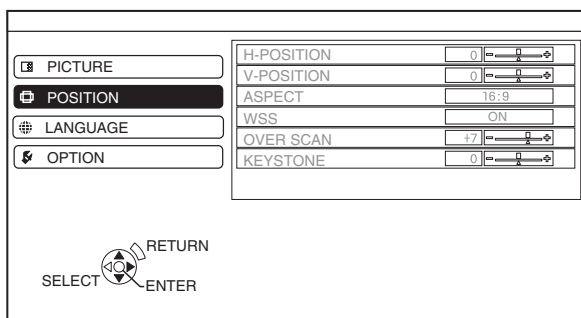 PICTURE
POSITION
LANGUAGE
OPTION
H-POSITION 0
V-POSITION 0
ASPECT 16:9
WSS ON
OVER SCAN +7
KEYSTONE 0
RETURN
SELECT
ENTER